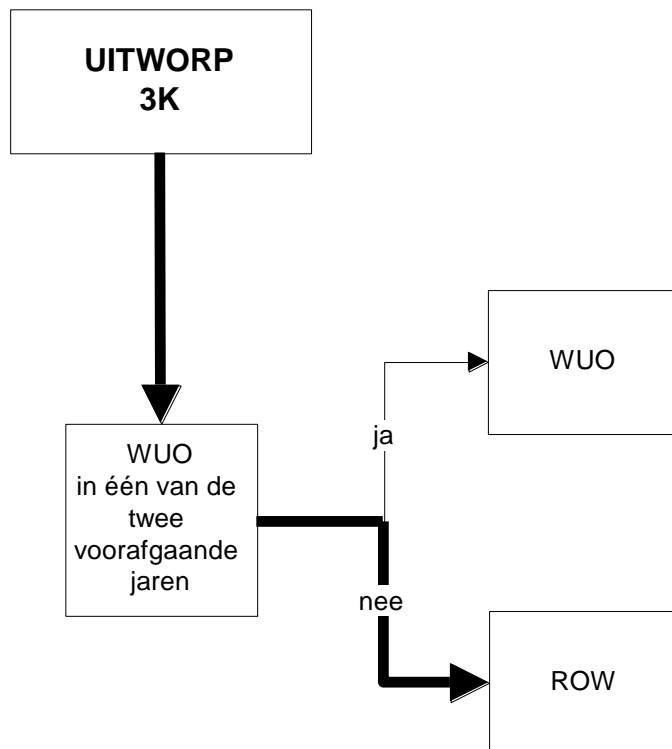 UITWORP
3K
WUO
ja
WUO
in één van de
twee
voorafgaande
jaren
nee
ROW